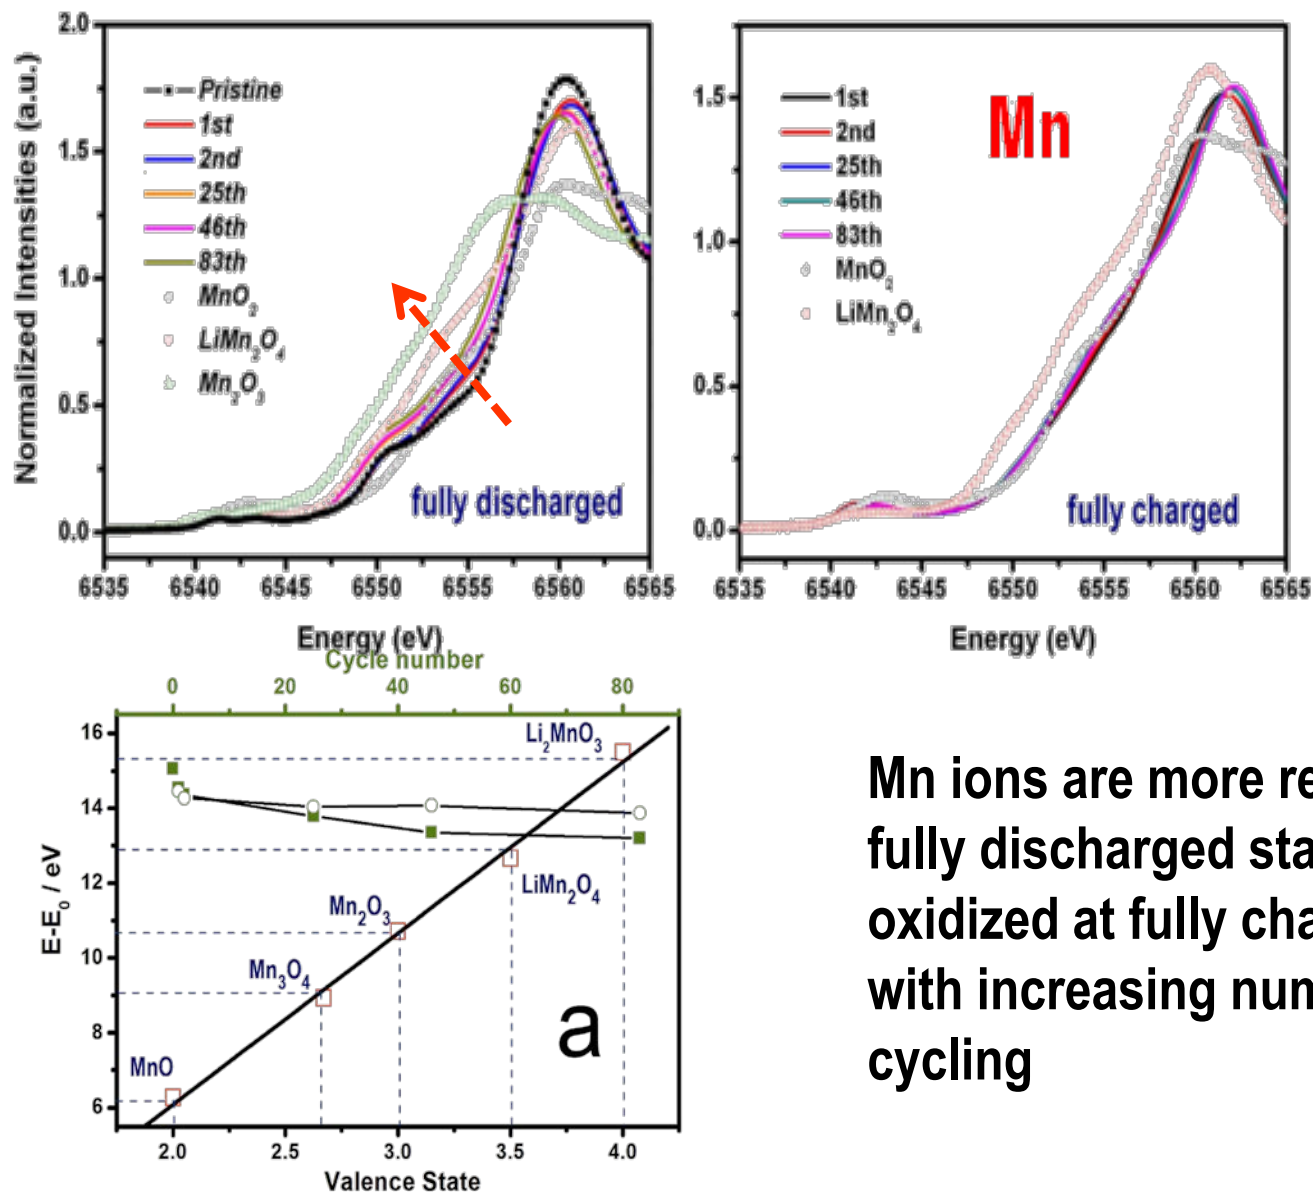 2.0
1.5
1.0
0.5
0.0
Normalized Intensities (a.u.)
Pristine
1st
2nd
25th
46th
83th
MnO₂
LiMn₂O₄
Mn₂O₃
fully discharged
6535 6540 6545 6550 6555 6560 6565
Energy (eV)
1.5
1.0
0.5
0.0
1st
2nd
25th
46th
83th
MnO₂
LiMn₂O₄
Mn
fully charged
6535 6540 6545 6550 6555 6560 6565
Energy (eV)
Cycle number
0 20 40 60 80
16
14
12
10
8
6
E-E₀ / eV
Li₂MnO₃
LiMn₂O₄
Mn₂O₃
Mn₃O₄
MnO
a
2.0 2.5 3.0 3.5 4.0
Valence State
Mn ions are more re
fully discharged sta
oxidized at fully cha
with increasing num
cycling